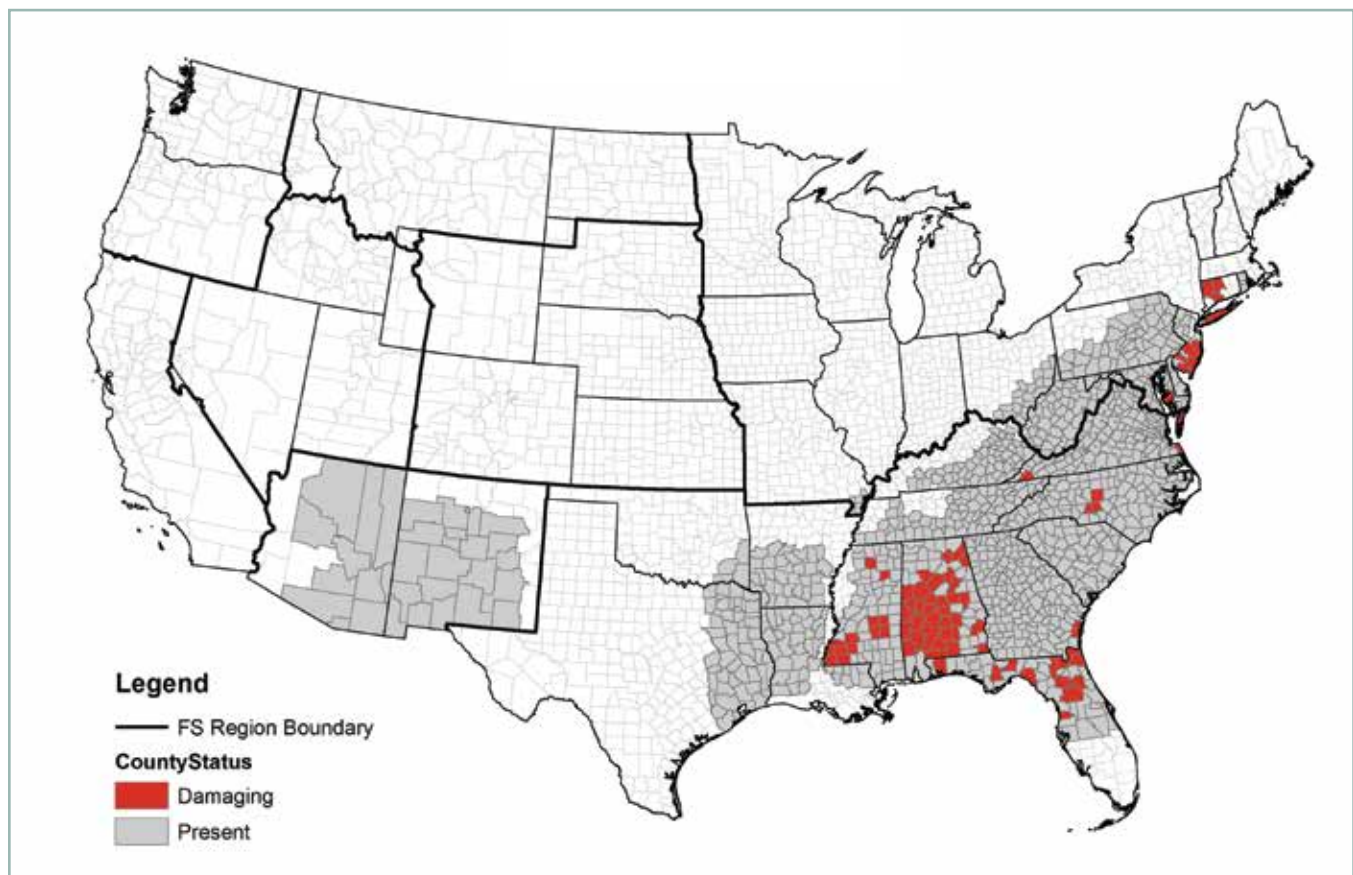 Legend
FS Region Boundary
CountyStatus
Damaging
Present